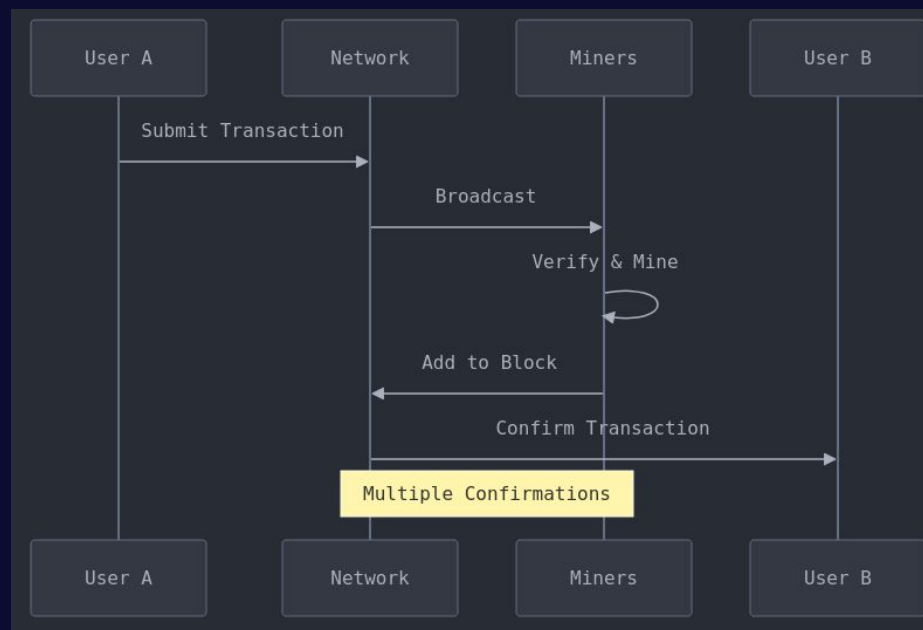 User A
Network
Miners
User B
Submit Transaction
Broadcast
Verify & Mine
Add to Block
Confirm Transaction
Multiple Confirmations
User A
Network
Miners
User B